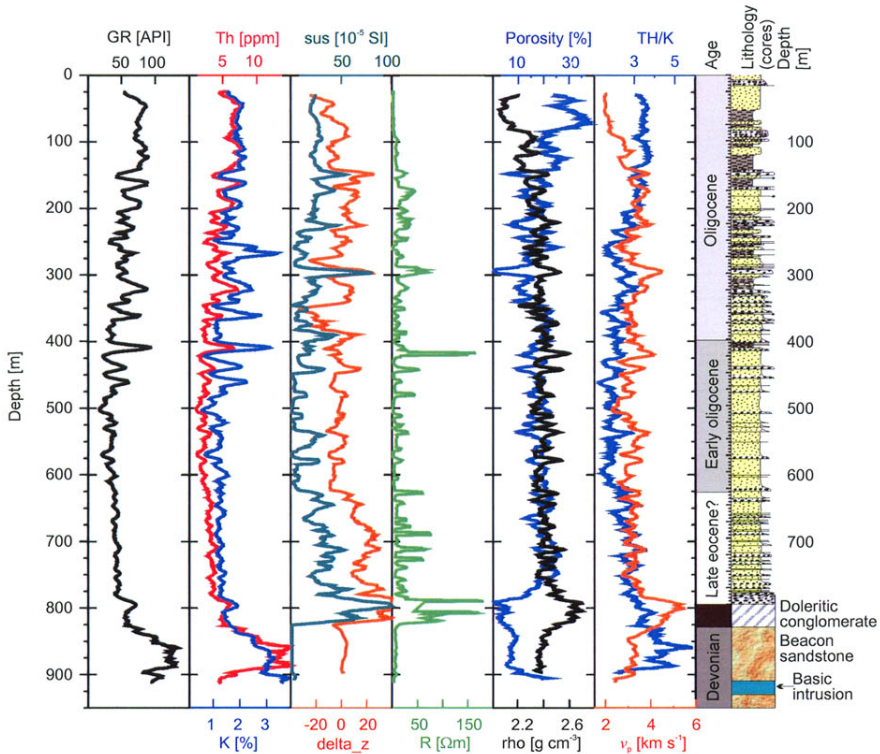 GR [API]
Th [ppm]
sus [10⁻⁵ SI]
Porosity [%]
TH/K
Age
Lithology
(cores)
Depth
[m]
50 100
5 10
0 50 100
10 30
3 5
0
100
200
300
400
500
600
700
800
900
Depth [m]
100
200
300
400
500
600
700
Oligocene
Early oligocene
Late eocene?
Devonian
Doleritic
conglomerate
Beacon
sandstone
Basic
intrusion
1 2 3
K [%]
-20 0 20
delta_z
50 150
R [Ωm]
2.2 2.6
rho [g cm⁻³]
2 4 6
vₚ [km s⁻¹]